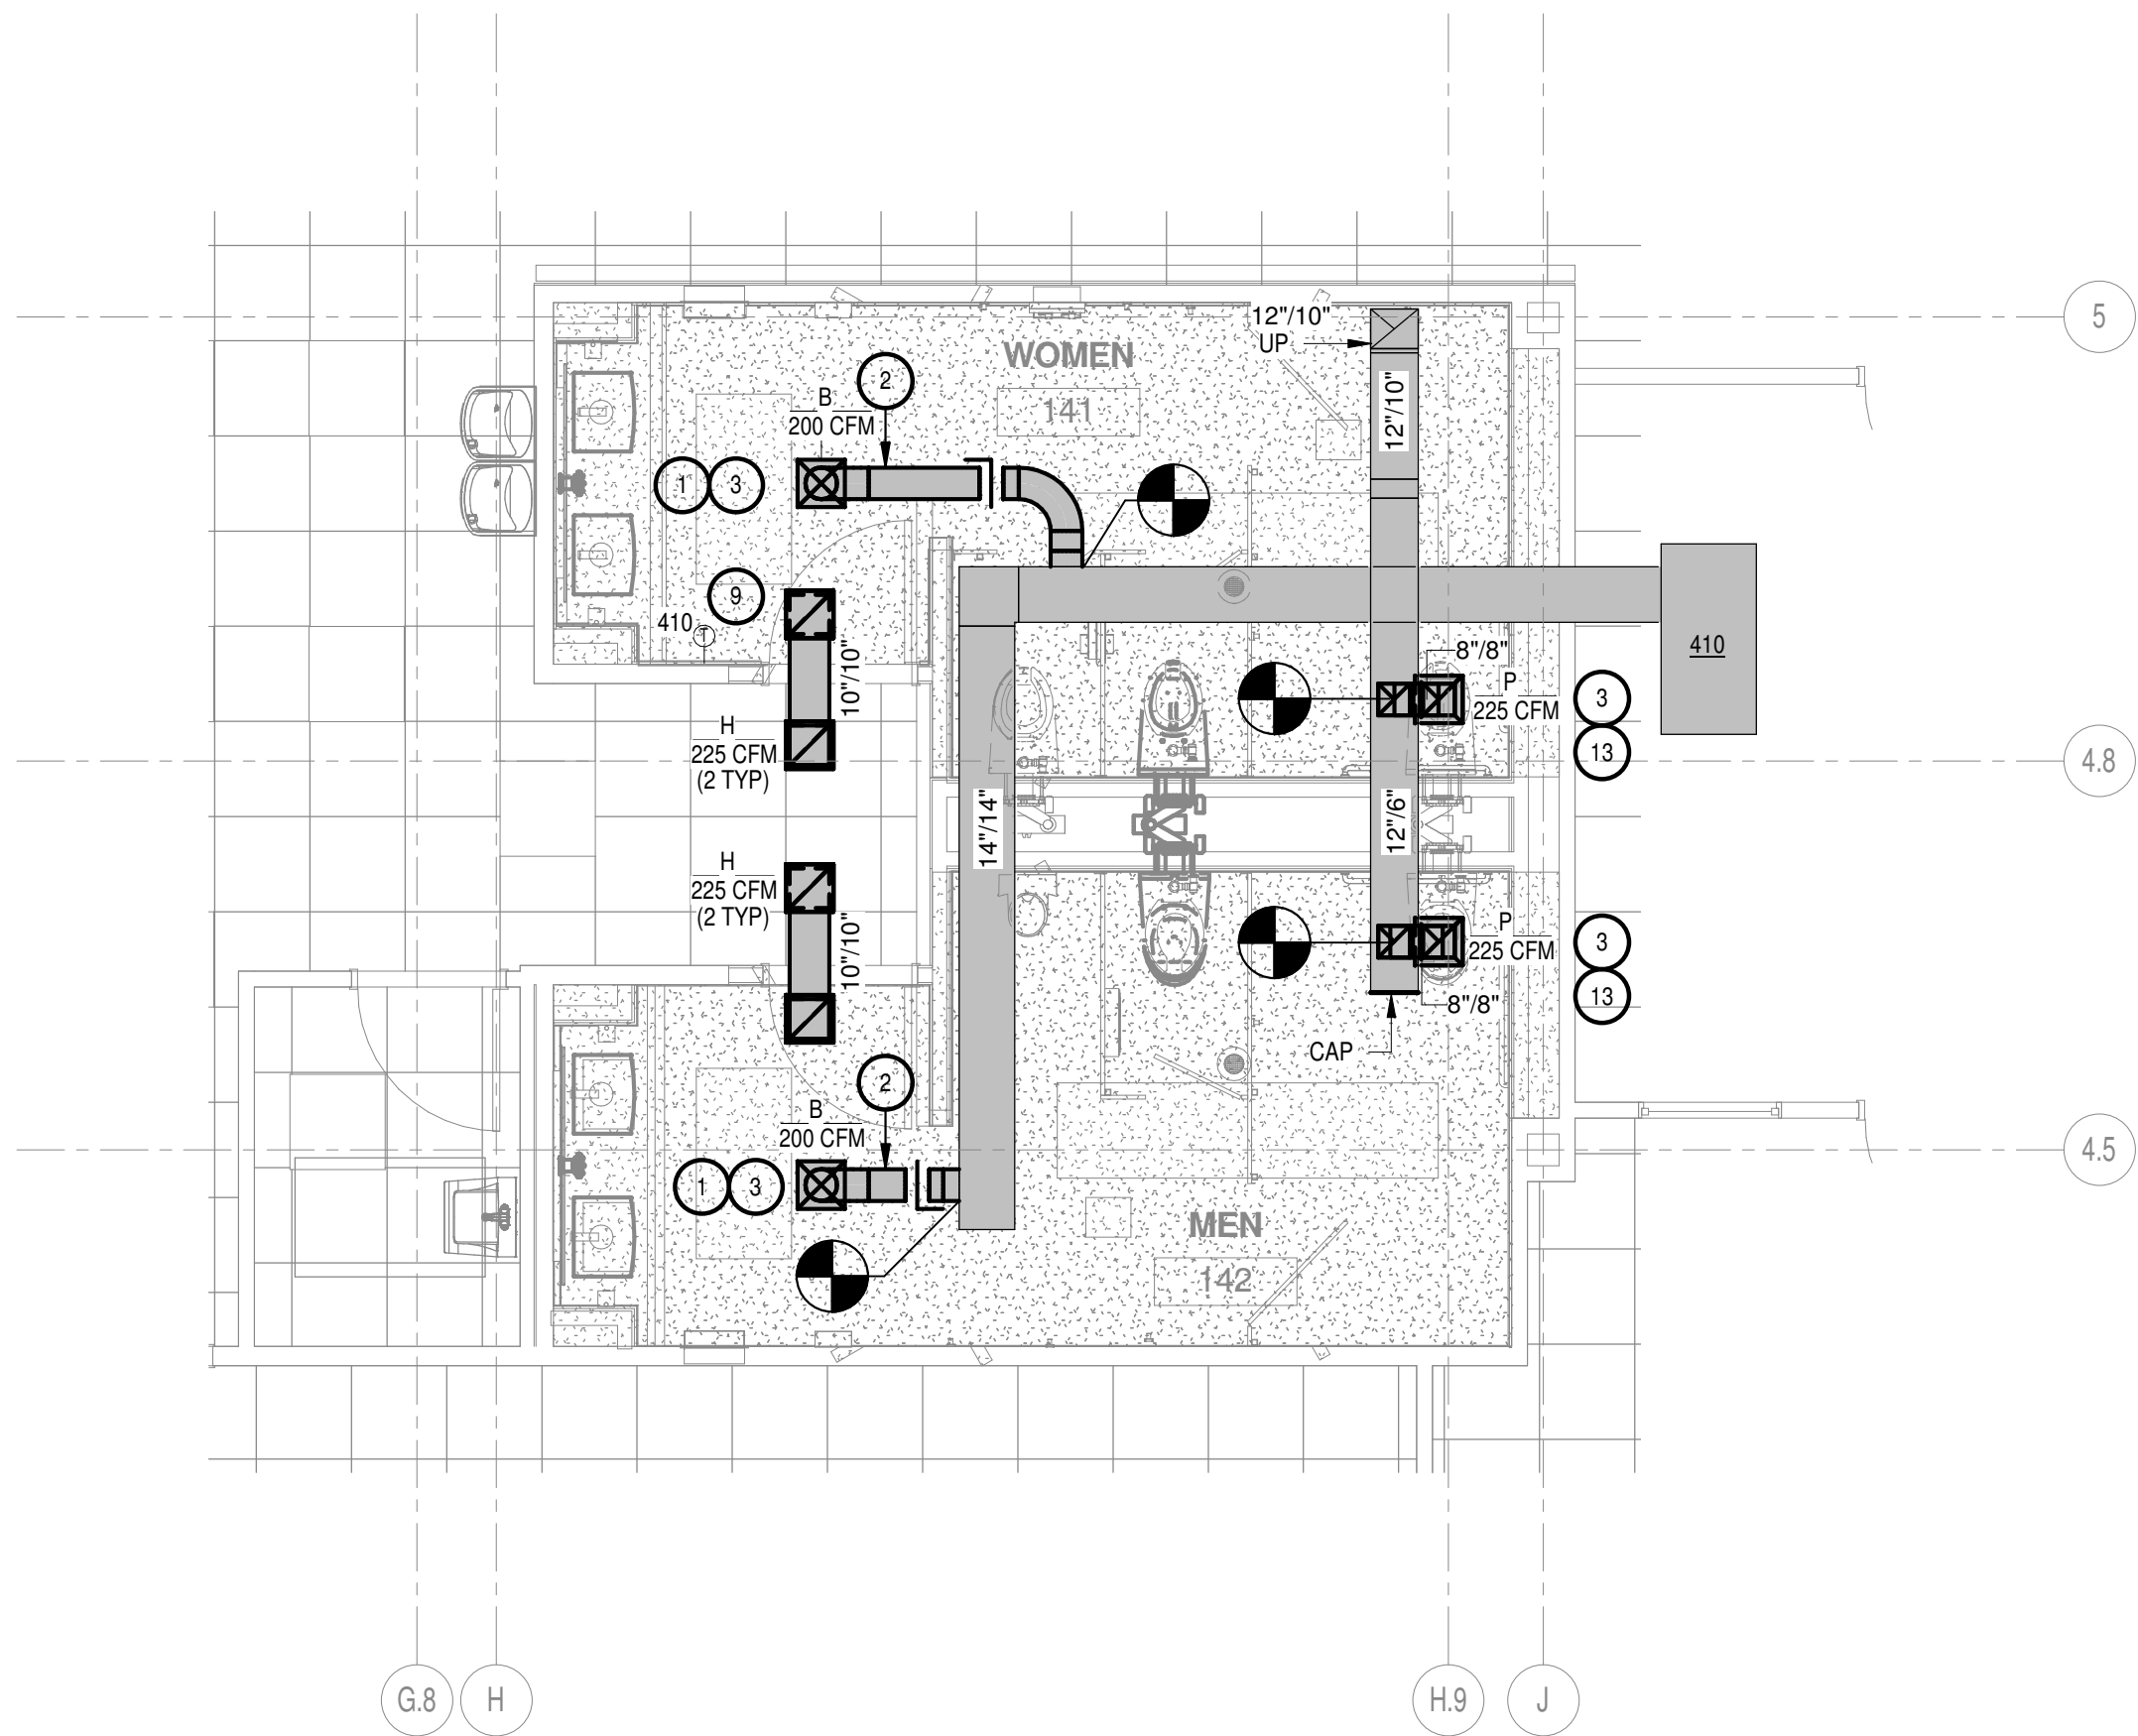 5
12"/10"
UP
WOMEN
141
12"/10"
2
B
200 CFM
1
3
9
410
T
10"/10"
410
8"/8"
P
225 CFM
3
13
H
225 CFM
(2 TYP)
4.8
14"/14"
12"/6"
H
225 CFM
(2 TYP)
10"/10"
P
225 CFM
3
13
8"/8"
CAP
2
B
200 CFM
4.5
1
3
MEN
142
G.8
H
H.9
J